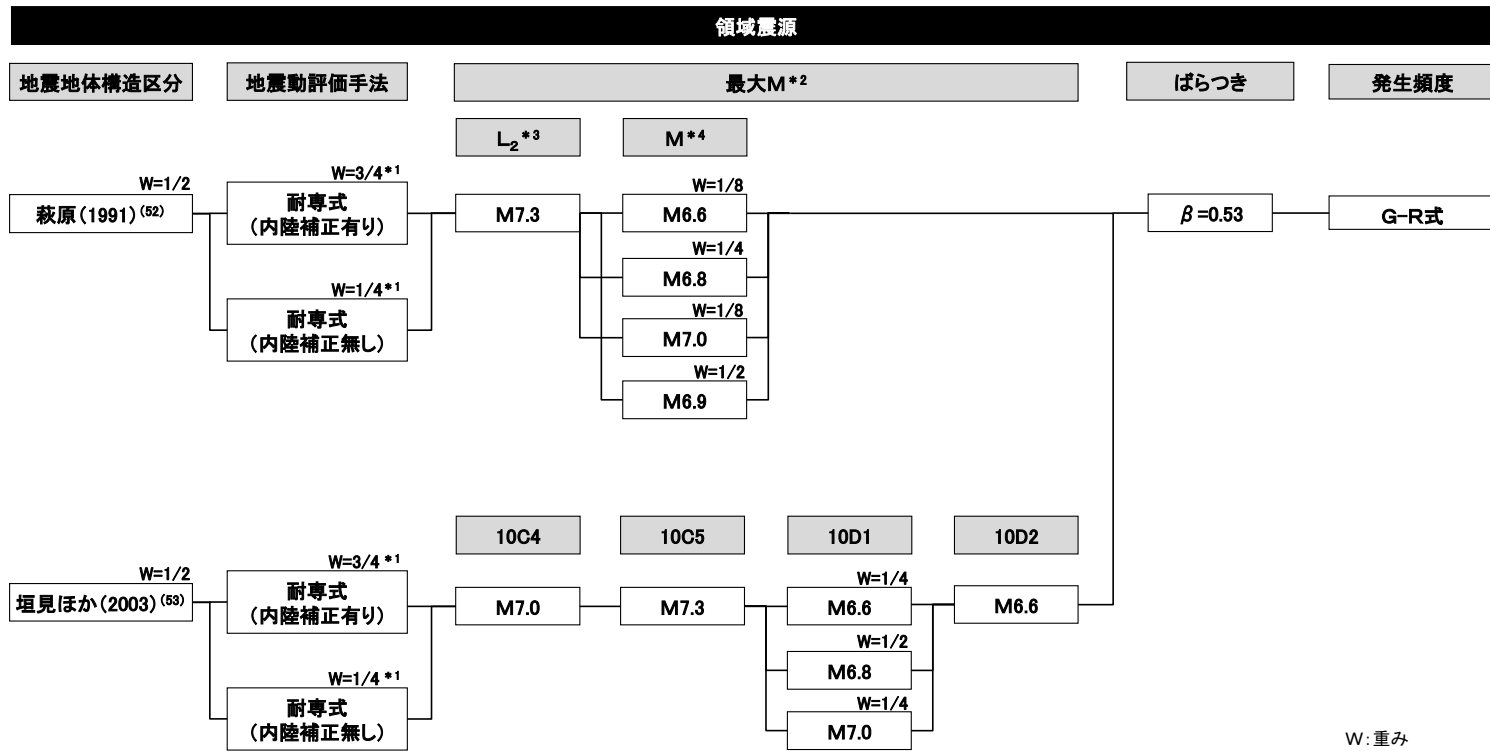 領域震源
地震地体構造区分 地震動評価手法 最大M*2 ばらつき 発生頻度
L2*3 M*4
W=1/2 W=3/4*1 W=1/8
萩原(1991)(52) 耐専式 M7.3 M6.6 β=0.53 G-R式
(内陸補正有り)
W=1/4
M6.8
W=1/4*1
耐専式
(内陸補正無し)
W=1/8
M7.0
W=1/2
M6.9
10C4 10C5 10D1 10D2
W=1/2 W=3/4*1 W=1/4
垣見ほか(2003)(53) 耐専式 M7.0 M7.3 M6.6 M6.6
(内陸補正有り)
W=1/2
M6.8
W=1/4*1
耐専式
(内陸補正無し)
W=1/4
M7.0
W:重み